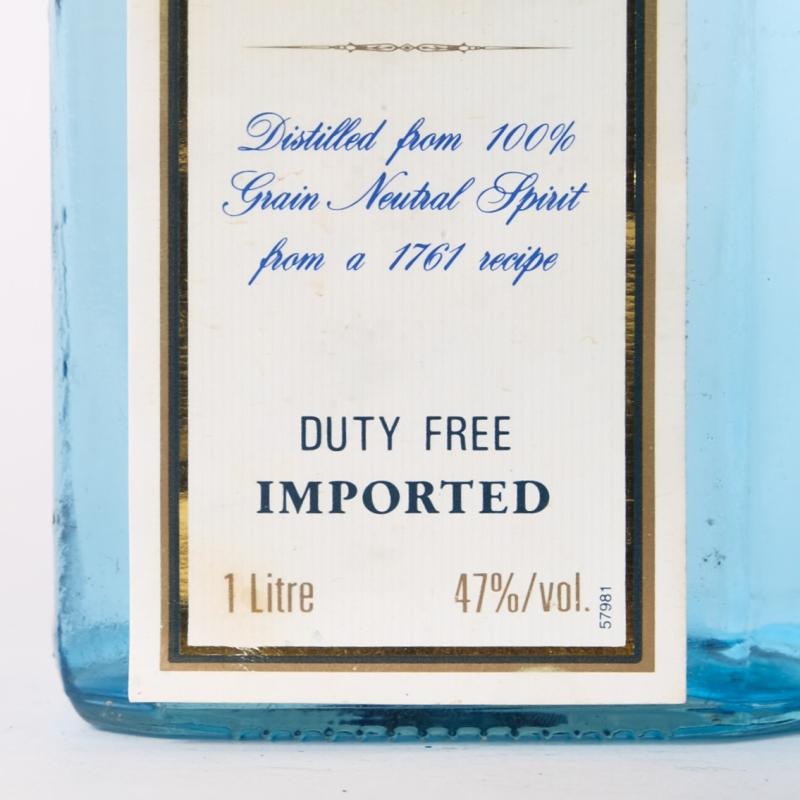 Distilled from 100%
Grain Neutral Spirit
from a 1761 recipe
DUTY FREE
IMPORTED
1 Litre 47%/vol.
57981